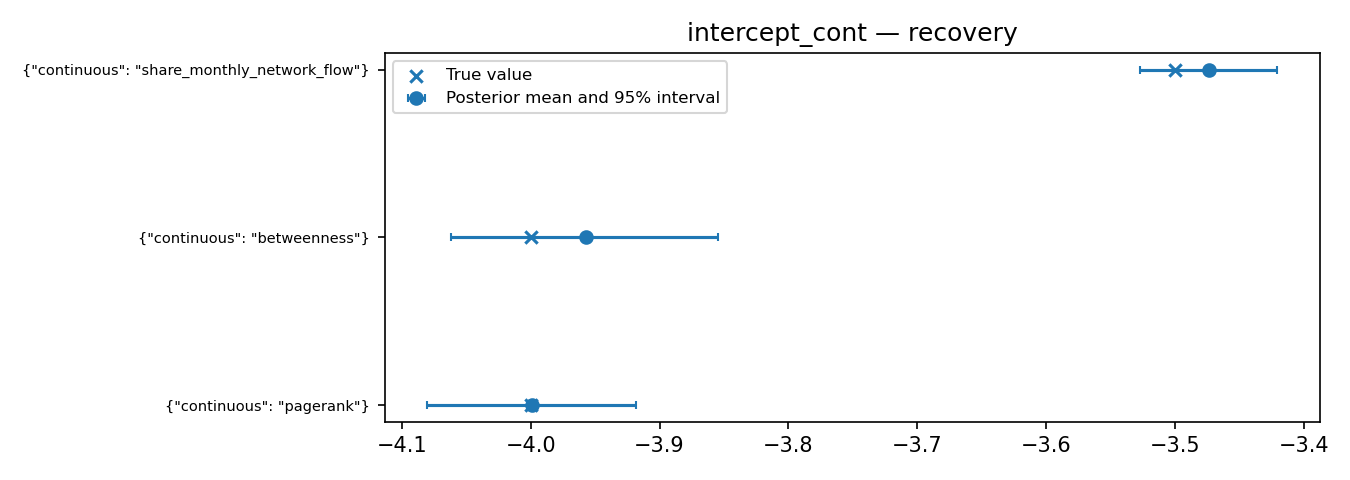 intercept_cont — recovery
{"continuous": "share_monthly_network_flow"}
True value
Posterior mean and 95% interval
{"continuous": "betweenness"}
{"continuous": "pagerank"}
−4.1 −4.0 −3.9 −3.8 −3.7 −3.6 −3.5 −3.4